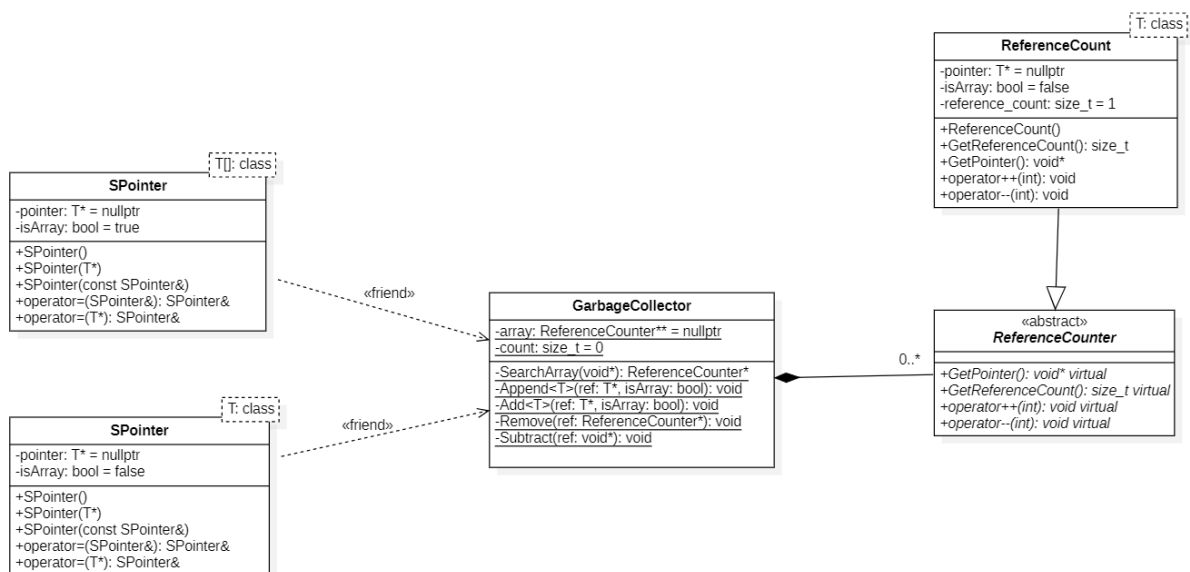 T[]: class
SPointer
-pointer: T* = nullptr
-isArray: bool = true
+SPointer()
+SPointer(T*)
+SPointer(const SPointer&)
+operator=(SPointer&): SPointer&
+operator=(T*): SPointer&
«friend»
T: class
SPointer
-pointer: T* = nullptr
-isArray: bool = false
+SPointer()
+SPointer(T*)
+SPointer(const SPointer&)
+operator=(SPointer&): SPointer&
+operator=(T*): SPointer&
«friend»
GarbageCollector
-array: ReferenceCounter** = nullptr
-count: size_t = 0
-SearchArray(void*): ReferenceCounter*
-Append<T>(ref: T*, isArray: bool): void
-Add<T>(ref: T*, isArray: bool): void
-Remove(ref: ReferenceCounter*): void
-Subtract(ref: void*): void
0..*
T: class
ReferenceCount
-pointer: T* = nullptr
-isArray: bool = false
-reference_count: size_t = 1
+ReferenceCount()
+GetReferenceCount(): size_t
+GetPointer(): void*
+operator++(int): void
+operator--(int): void
«abstract»
ReferenceCounter
+GetPointer(): void* virtual
+GetReferenceCount(): size_t virtual
+operator++(int): void virtual
+operator--(int): void virtual